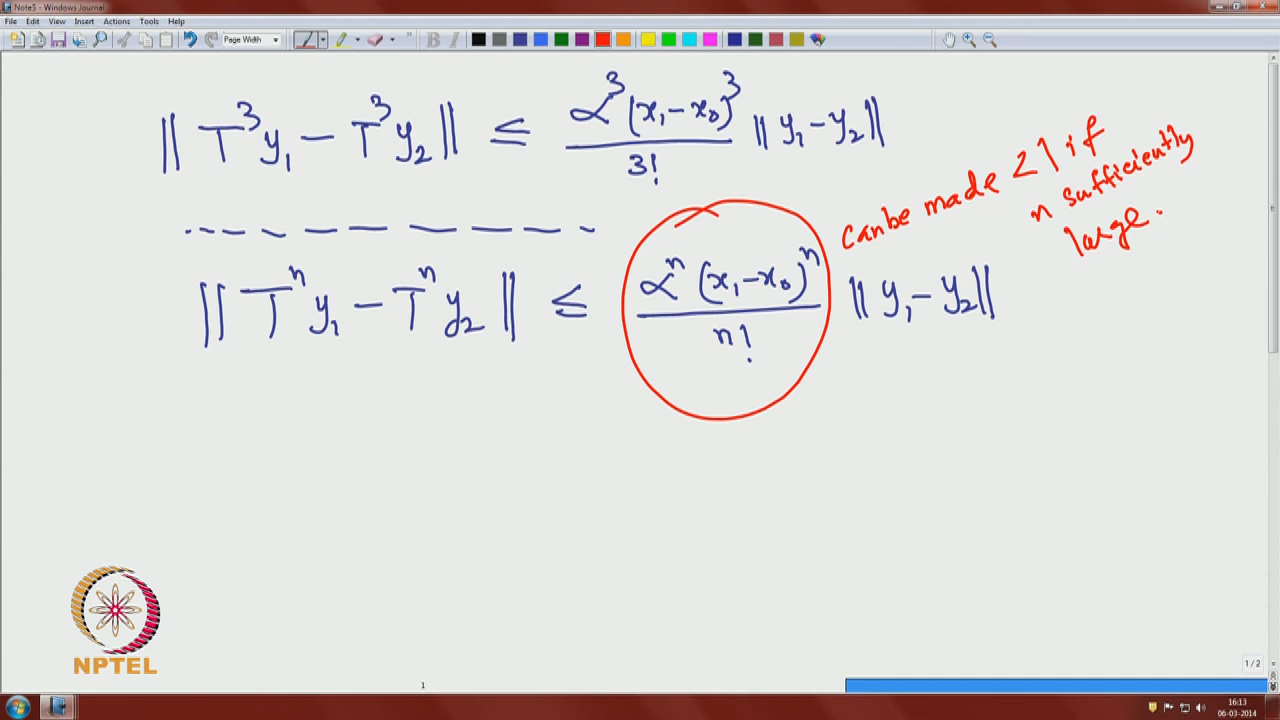 Note5 - Windows Journal
File Edit View Insert Actions Tools Help
Page Width
‖ T³y₁ − T³y₂ ‖ ≤ α³(x₁−x₀)³ / 3! ‖ y₁−y₂ ‖
can be made < 1 if
n sufficiently
large.
‖ Tⁿy₁ − Tⁿy₂ ‖ ≤ αⁿ(x₁−x₀)ⁿ / n! ‖ y₁−y₂ ‖
NPTEL
1 / 2
1
16:13
06-03-2014